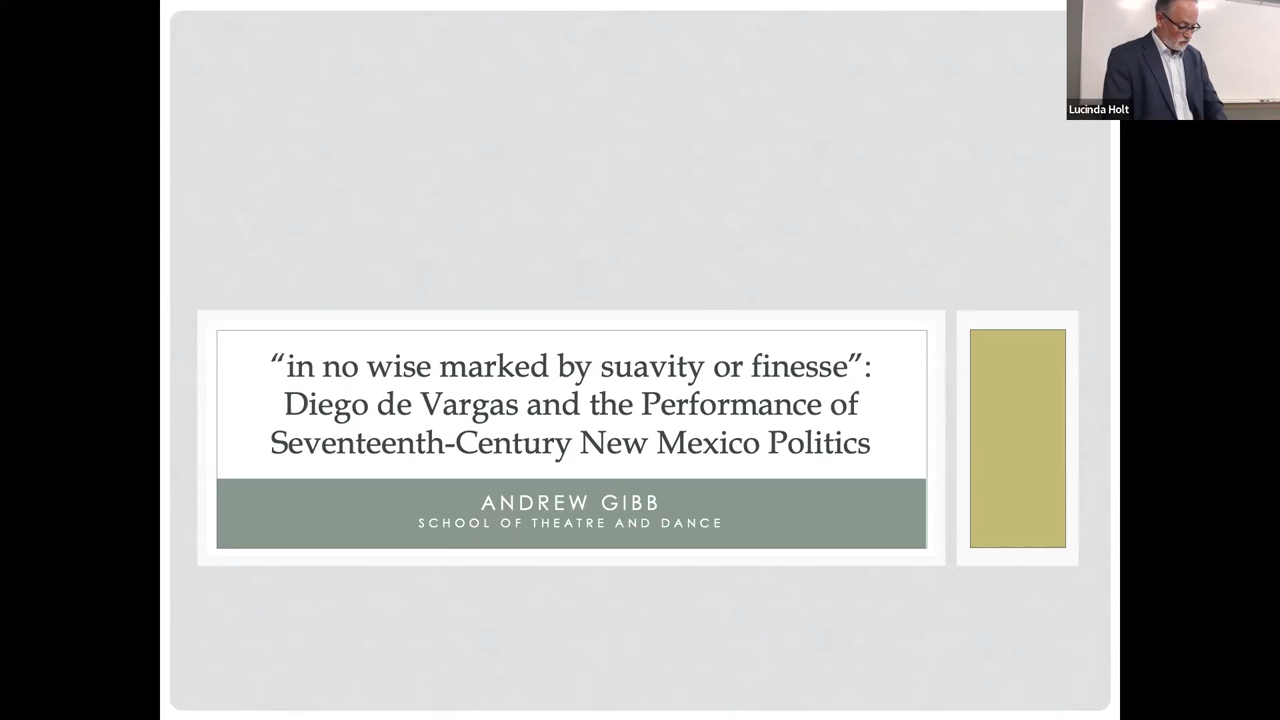 Lucinda Holt
“in no wise marked by suavity or finesse”:
Diego de Vargas and the Performance of
Seventeenth-Century New Mexico Politics
ANDREW GIBB
SCHOOL OF THEATRE AND DANCE